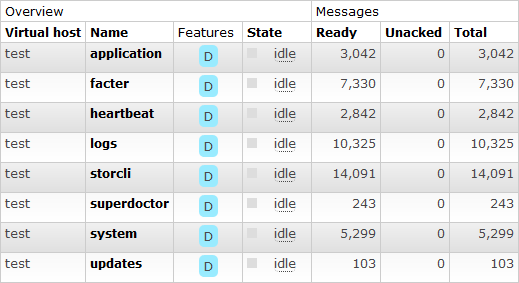 Overview Messages
Virtual host Name Features State Ready Unacked Total
test application D idle 3,042 0 3,042
test facter D idle 7,330 0 7,330
test heartbeat D idle 2,842 0 2,842
test logs D idle 10,325 0 10,325
test storcli D idle 14,091 0 14,091
test superdoctor D idle 243 0 243
test system D idle 5,299 0 5,299
test updates D idle 103 0 103